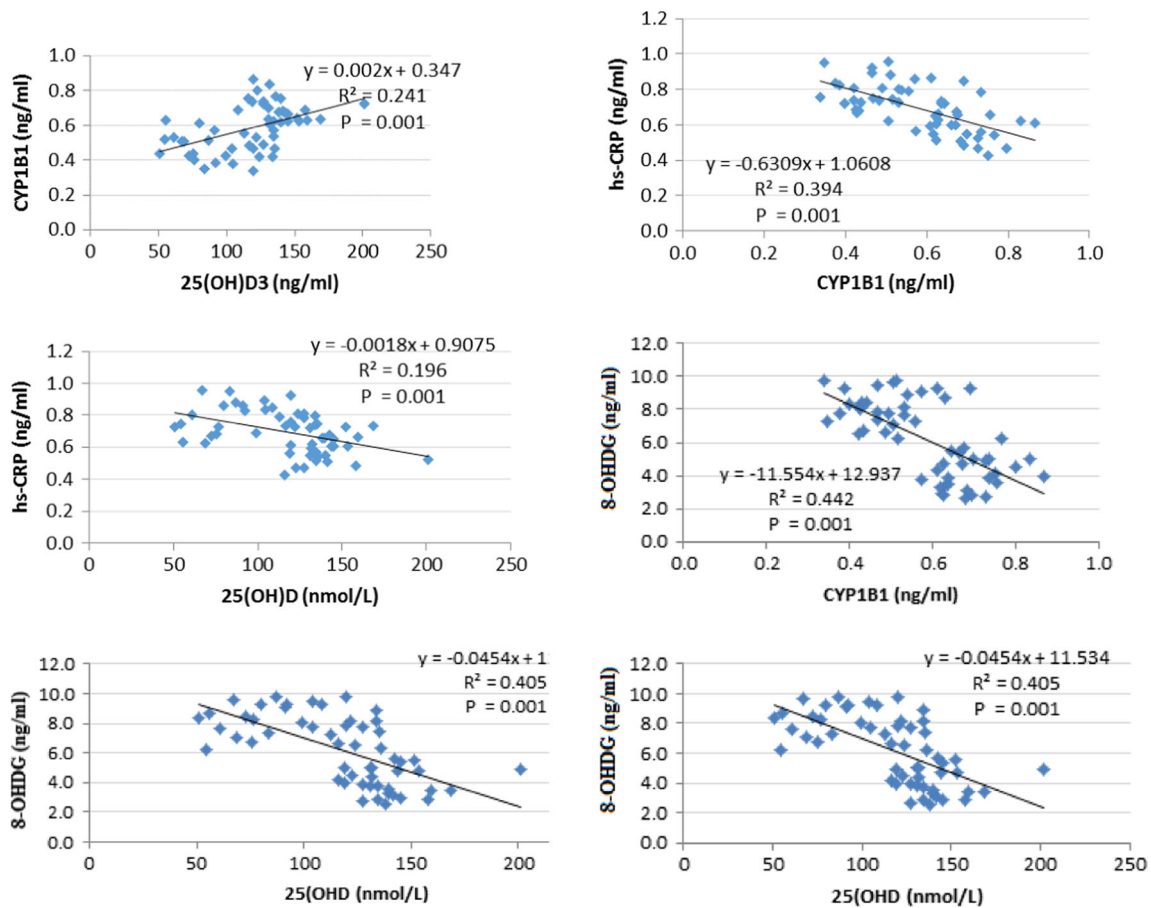 y = 0.002x + 0.347
R² = 0.241
P = 0.001
CYP1B1 (ng/ml)
1.0
0.8
0.6
0.4
0.2
0.0
0 50 100 150 200 250
25(OH)D3 (ng/ml)
hs-CRP (ng/ml)
1.2
1.0
0.8
0.6
0.4
0.2
0.0
y = -0.6309x + 1.0608
R² = 0.394
P = 0.001
0.0 0.2 0.4 0.6 0.8 1.0
CYP1B1 (ng/ml)
y = -0.0018x + 0.9075
R² = 0.196
P = 0.001
hs-CRP (ng/ml)
1.2
1.0
0.8
0.6
0.4
0.2
0.0
0 50 100 150 200 250
25(OH)D (nmol/L)
8-OHDG (ng/ml)
12.0
10.0
8.0
6.0
4.0
2.0
0.0
y = -11.554x + 12.937
R² = 0.442
P = 0.001
0.0 0.2 0.4 0.6 0.8 1.0
CYP1B1 (ng/ml)
y = -0.0454x + 1
R² = 0.405
P = 0.001
8-OHDG (ng/ml)
12.0
10.0
8.0
6.0
4.0
2.0
0.0
0 50 100 150 200
25(OHD (nmol/L)
y = -0.0454x + 11.534
R² = 0.405
P = 0.001
8-OHDG (ng/ml)
12.0
10.0
8.0
6.0
4.0
2.0
0.0
0 50 100 150 200 250
25(OHD (nmol/L)